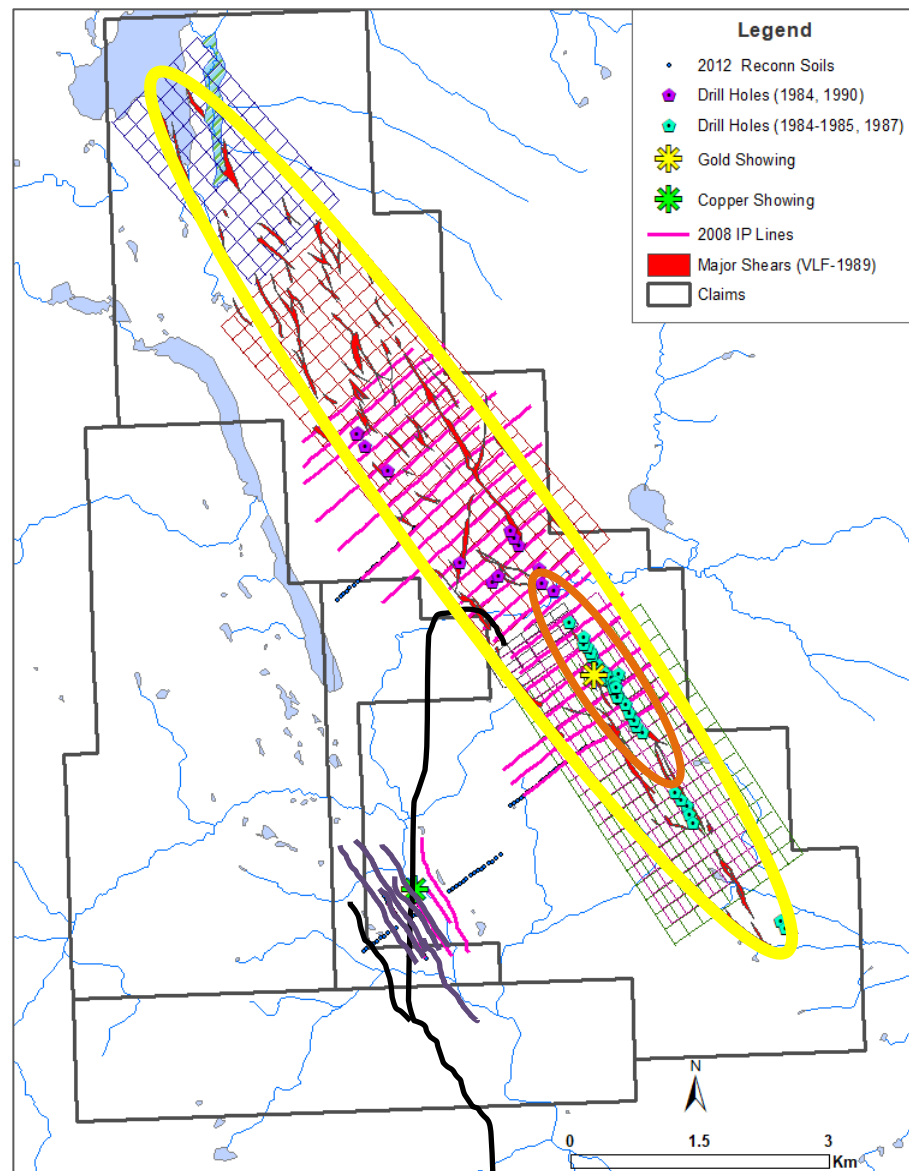 Legend
2012 Reconn Soils
Drill Holes (1984, 1990)
Drill Holes (1984-1985, 1987)
Gold Showing
Copper Showing
2008 IP Lines
Major Shears (VLF-1989)
Claims
N
0 1.5 3
Km